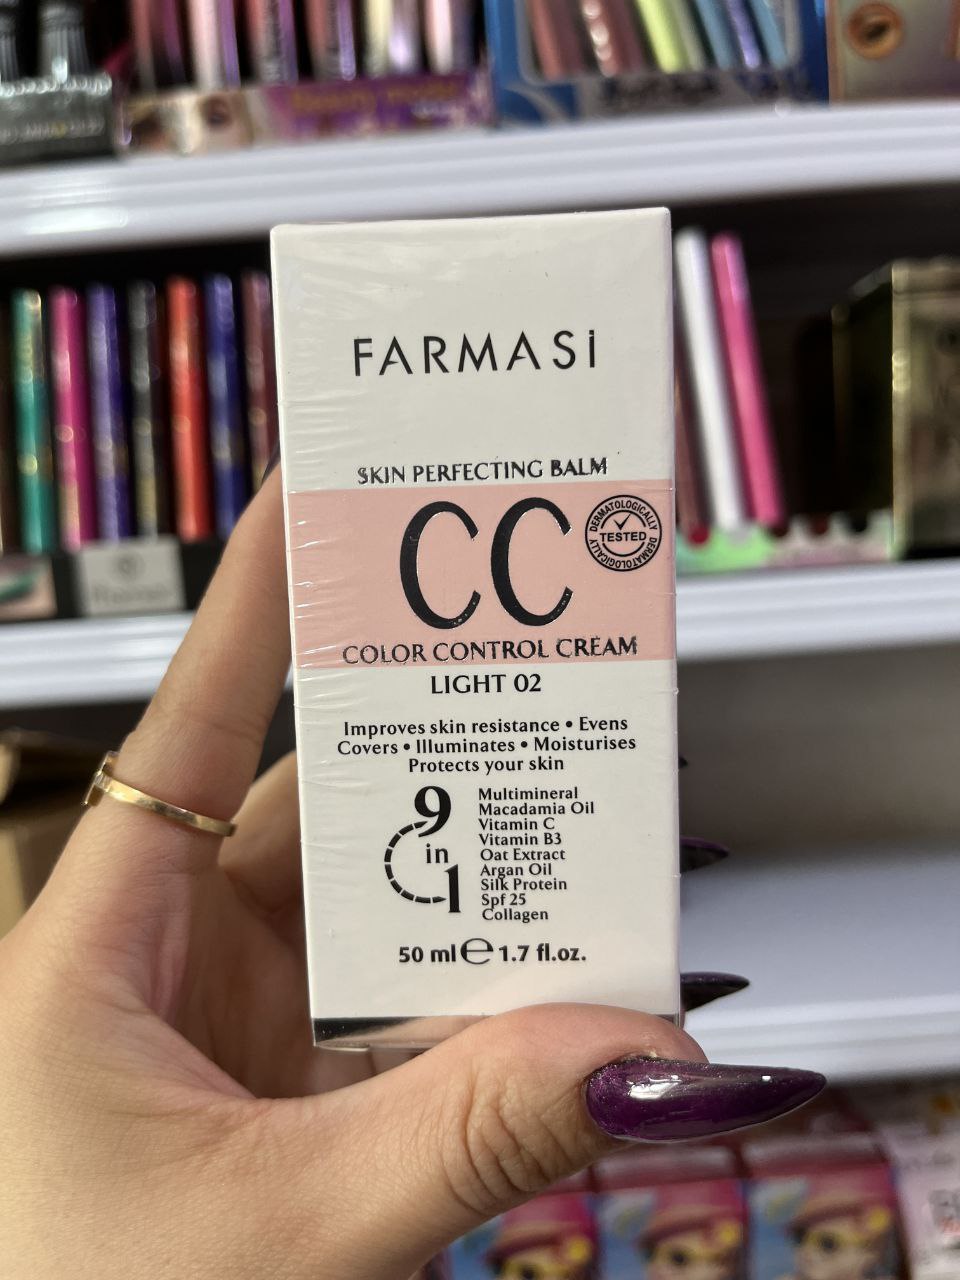 FARMASi
SKIN PERFECTING BALM
CC
DERMATOLOGICALLY
TESTED
DERMATOLOGICALLY
COLOR CONTROL CREAM
LIGHT 02
Improves skin resistance • Evens
Covers • Illuminates • Moisturises
Protects your skin
9 in 1
Multimineral
Macadamia Oil
Vitamin C
Vitamin B3
Oat Extract
Argan Oil
Silk Protein
Spf 25
Collagen
50 ml e 1.7 fl.oz.